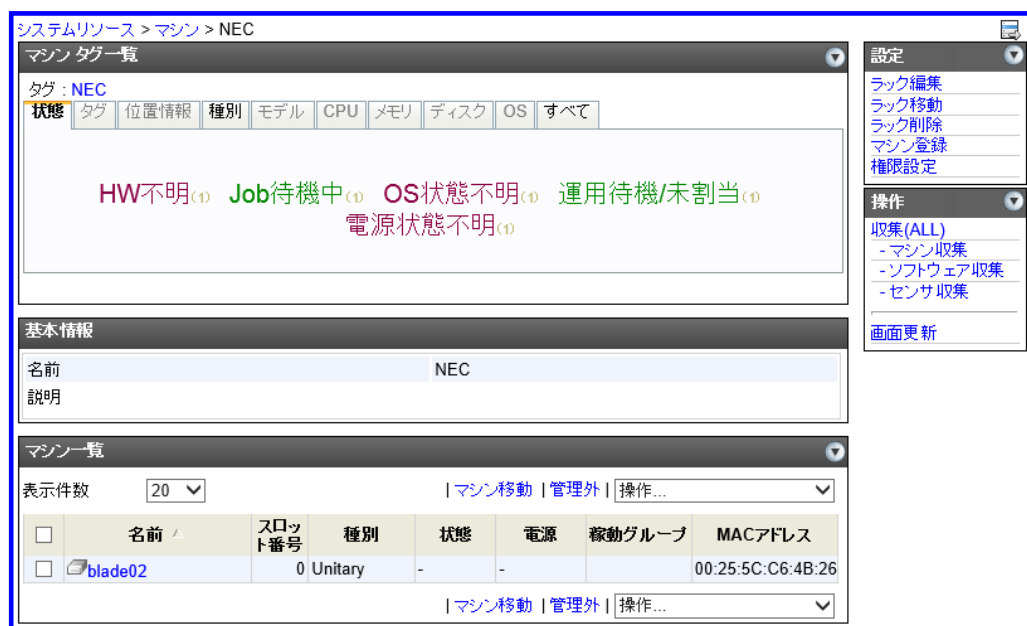 システムリソース > マシン > NEC
マシン タグ一覧
タグ : NEC
状態 タグ 位置情報 種別 モデル CPU メモリ ディスク OS すべて
HW不明(1) Job待機中(1) OS状態不明(1) 運用待機/未割当(1)
電源状態不明(1)
基本情報
名前 NEC
説明
マシン一覧
表示件数 20 | マシン移動 | 管理外 | 操作...
名前 スロット番号 種別 状態 電源 稼動グループ MACアドレス
blade02 0 Unitary - - 00:25:5C:C6:4B:26
| マシン移動 | 管理外 | 操作...
設定
ラック編集
ラック移動
ラック削除
マシン登録
権限設定
操作
収集(ALL)
- マシン収集
- ソフトウェア収集
- センサ収集
画面更新